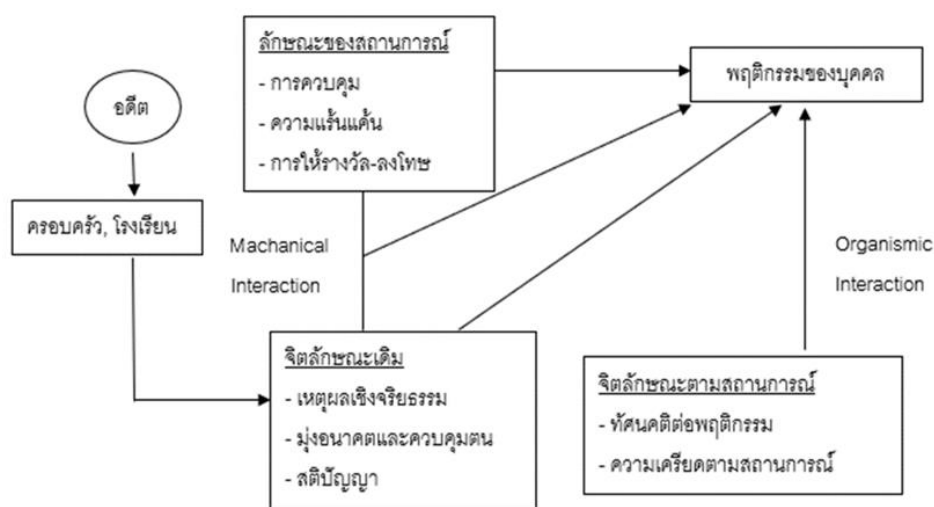 ลักษณะของสถานการณ์
- การควบคุม
- ความแร้นแค้น
- การให้รางวัล-ลงโทษ
พฤติกรรมของบุคคล
อดีต
ครอบครัว, โรงเรียน
Machanical
Interaction
Organismic
Interaction
จิตลักษณะเดิม
- เหตุผลเชิงจริยธรรม
- มุ่งอนาคตและควบคุมตน
- สติปัญญา
จิตลักษณะตามสถานการณ์
- ทัศนคติต่อพฤติกรรม
- ความเครียดตามสถานการณ์